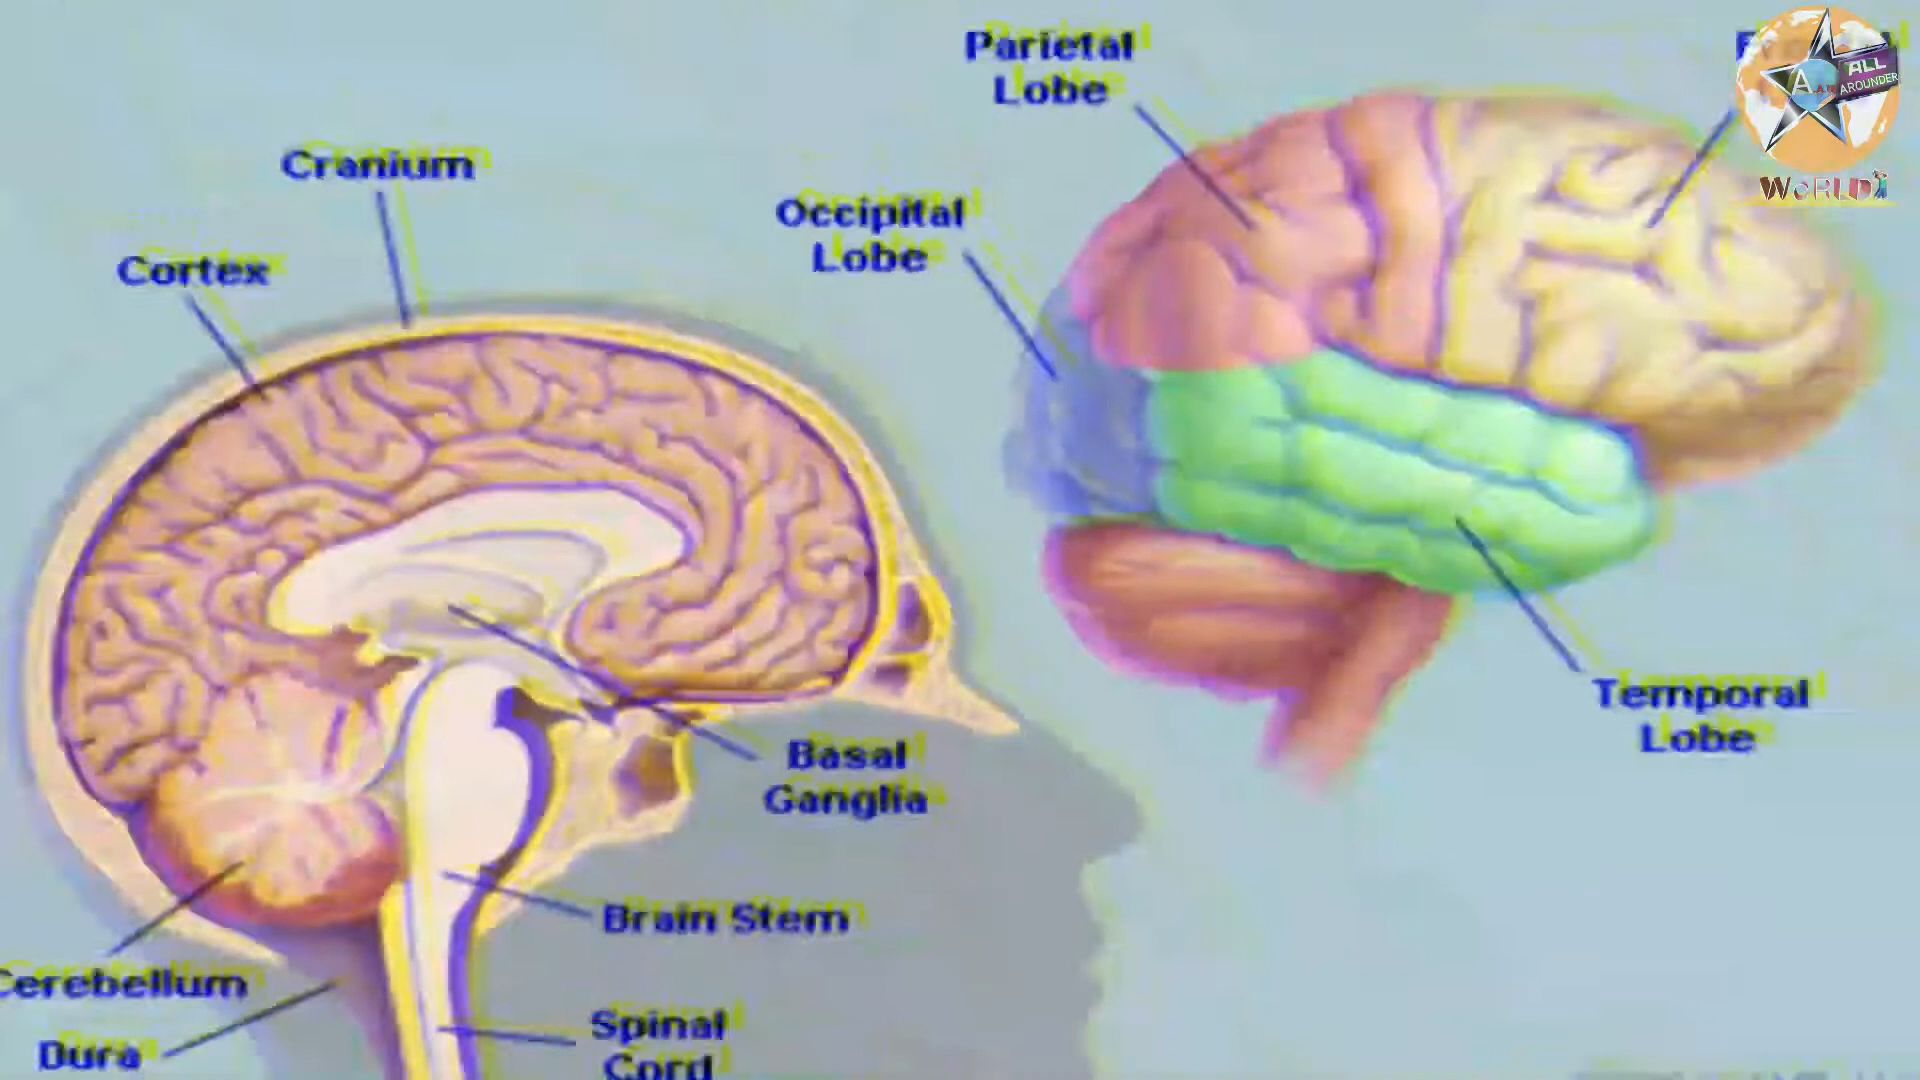 Parietal
Lobe
Cranium
Occipital
Lobe
Cortex
ALL
AROUNDER
WORLD
Temporal
Lobe
Basal
Ganglia
Brain Stem
Cerebellum
Spinal
Cord
Dura